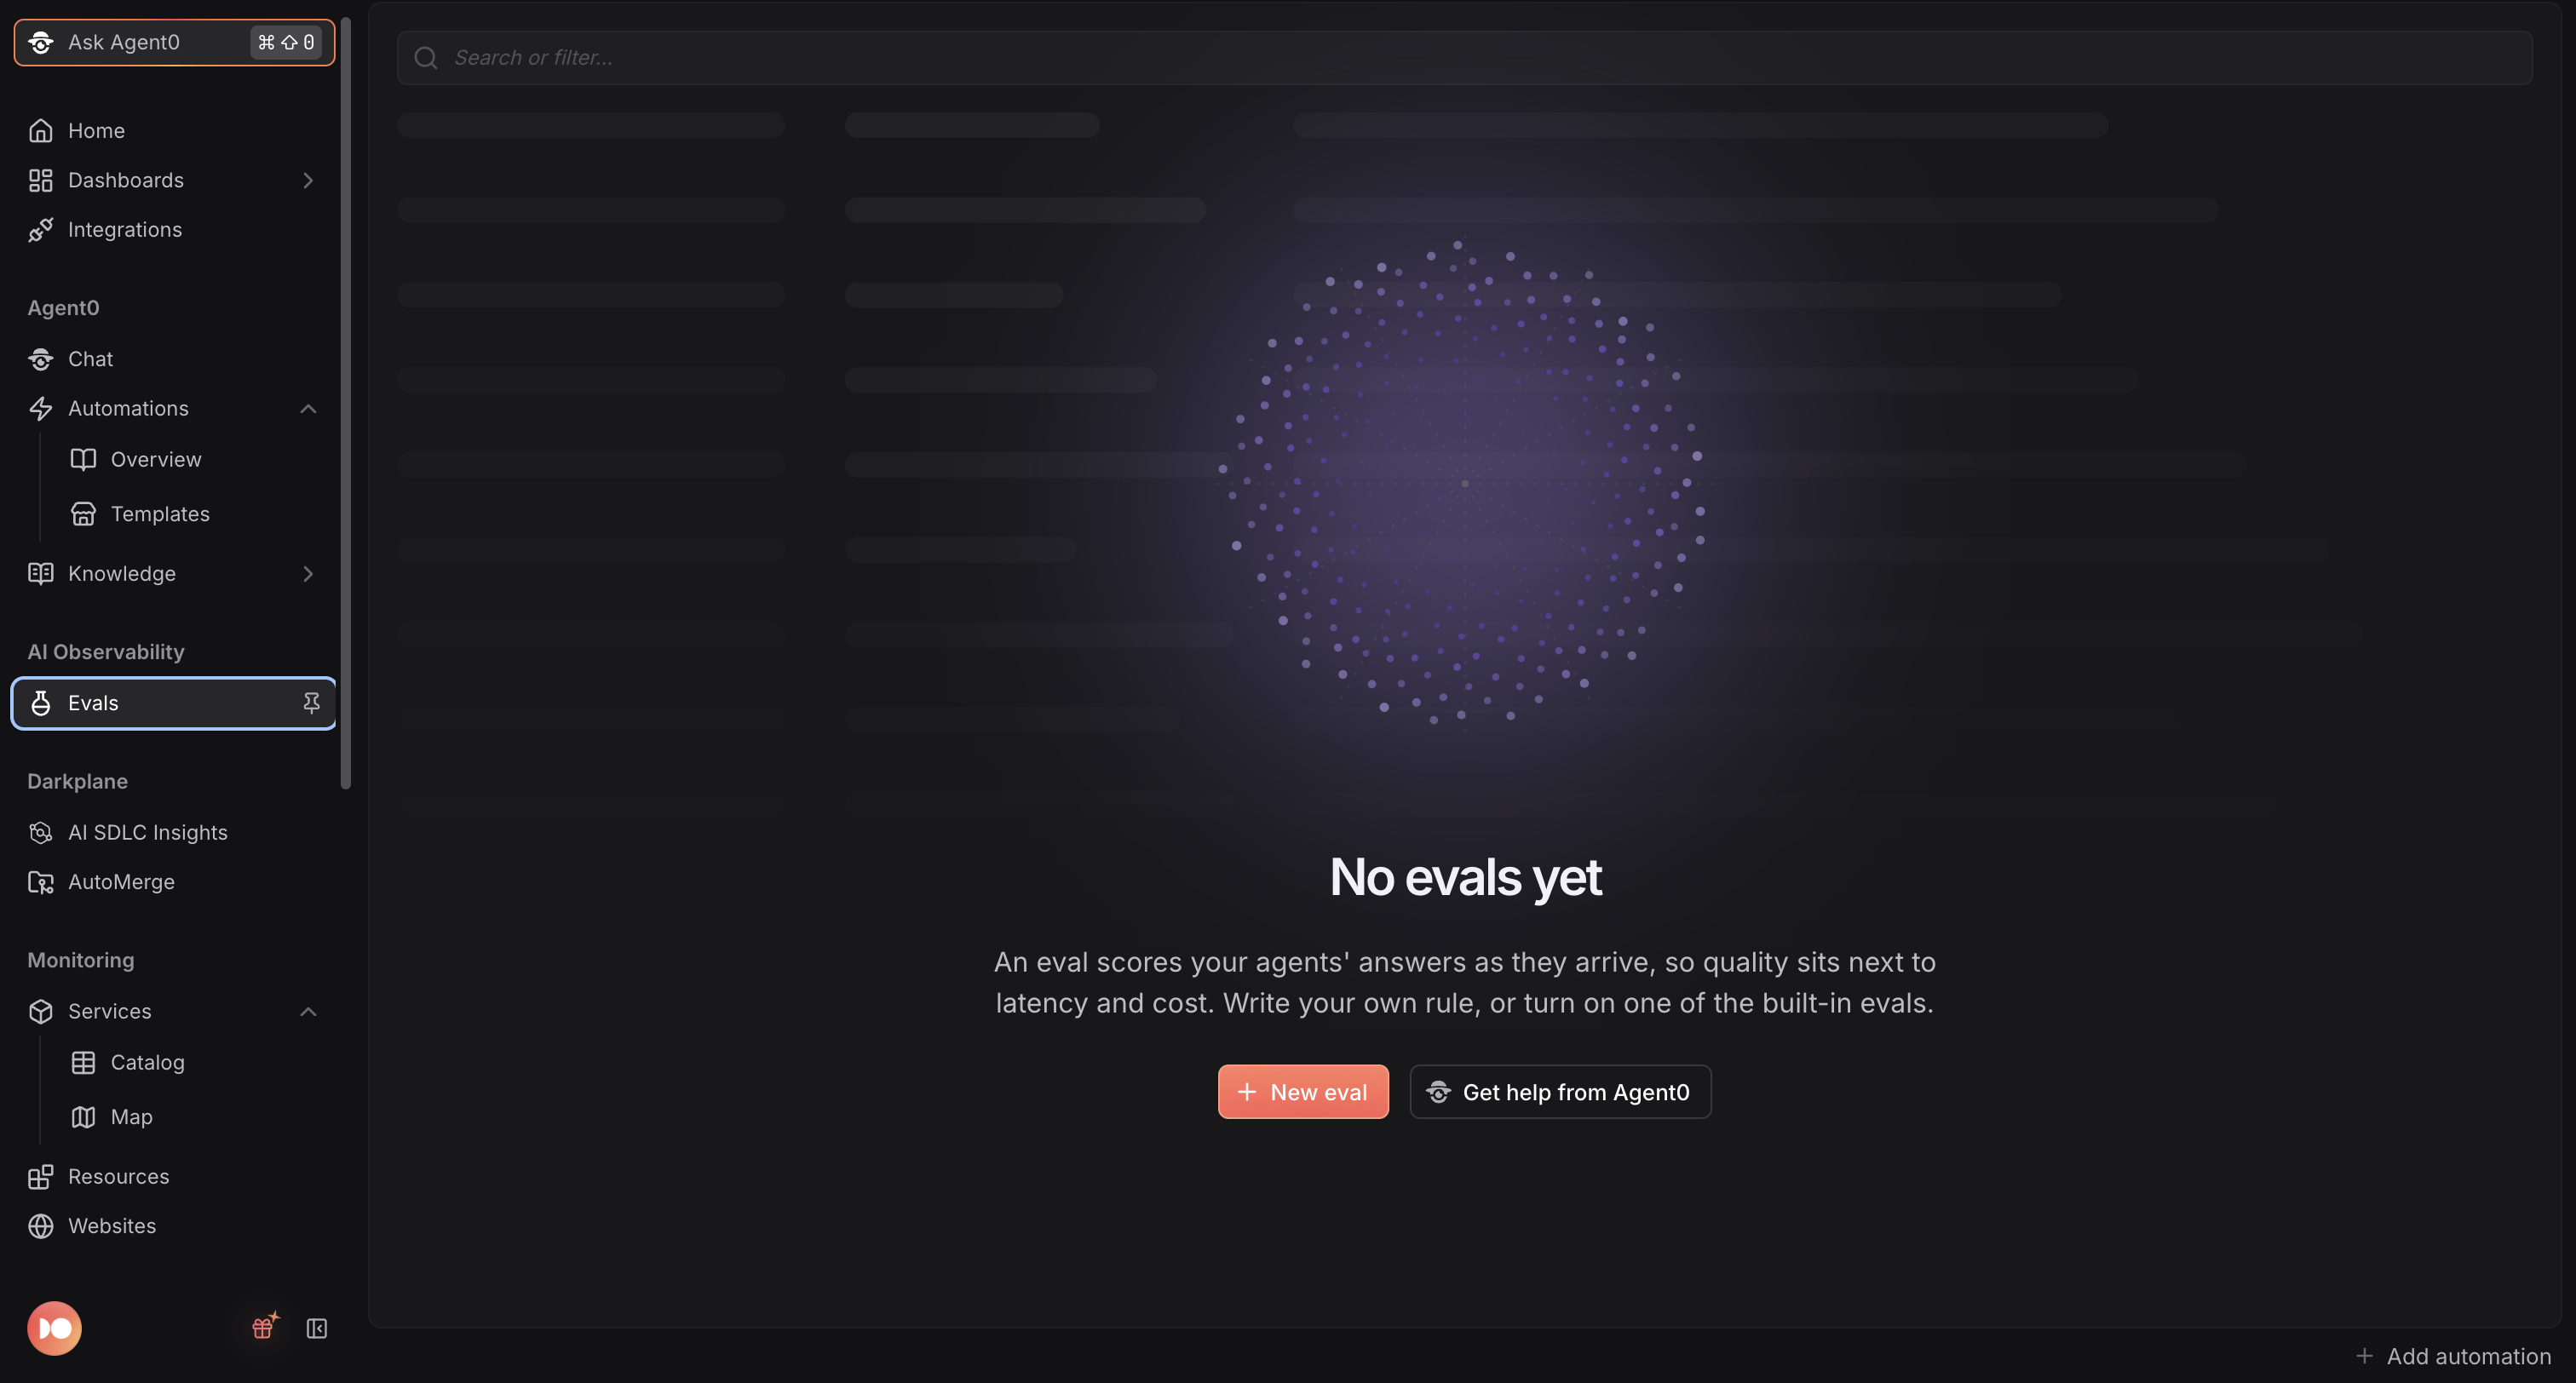 Ask Agent0
⌘ ⇧ 0
Home
Dashboards
Integrations
Agent0
Chat
Automations
Overview
Templates
Knowledge
AI Observability
Evals
Darkplane
AI SDLC Insights
AutoMerge
Monitoring
Services
Catalog
Map
Resources
Websites
Search or filter...
No evals yet
An eval scores your agents' answers as they arrive, so quality sits next to
latency and cost. Write your own rule, or turn on one of the built-in evals.
New eval
Get help from Agent0
Add automation